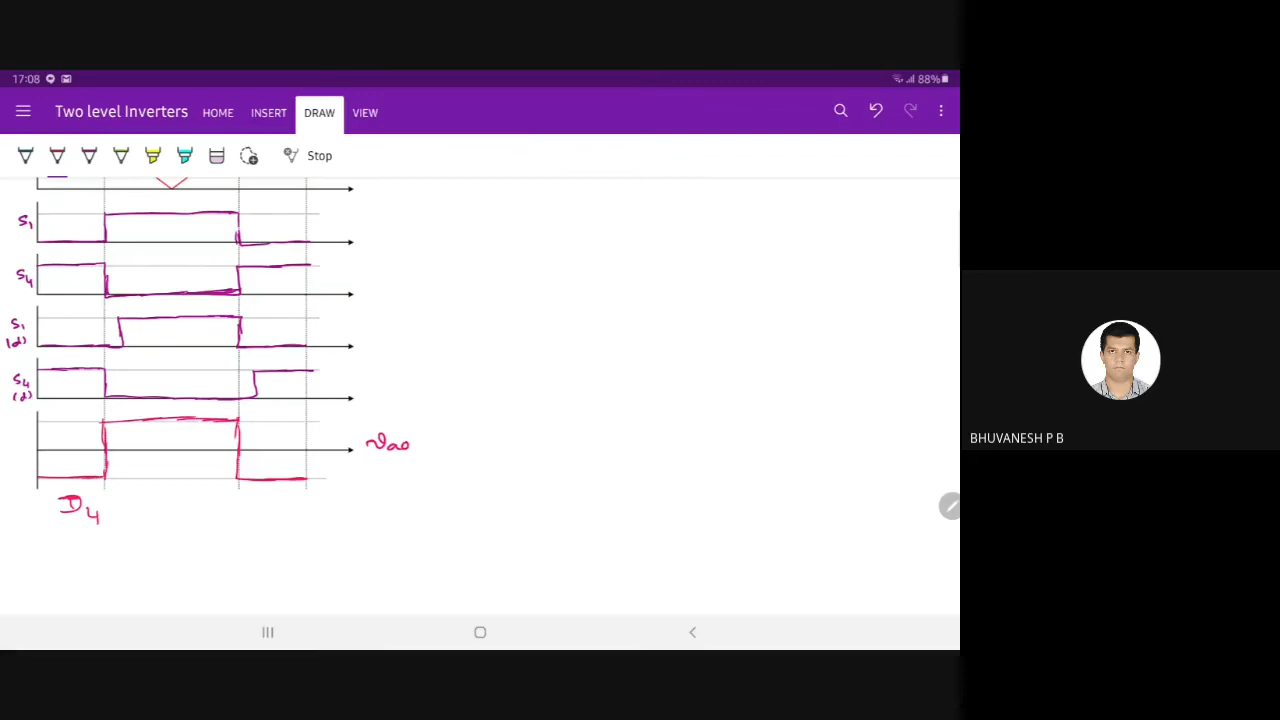 17:08 88%
Two level Inverters HOME INSERT DRAW VIEW
Stop
S1
S4
S1
(d)
S4
(d)
vao
D4
BHUVANESH P B